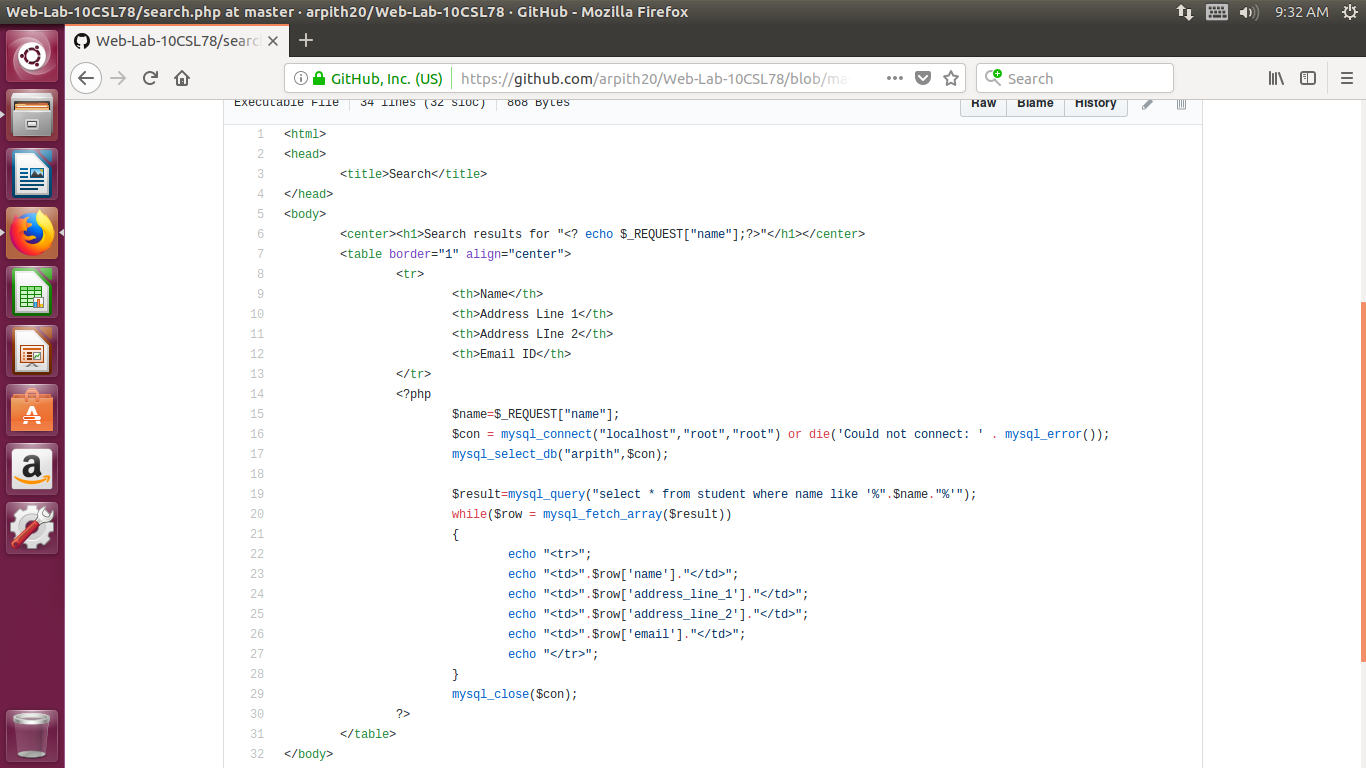 Web-Lab-10CSL78/search.php at master · arpith20/Web-Lab-10CSL78 · GitHub - Mozilla Firefox
9:32 AM
Web-Lab-10CSL78/searc
GitHub, Inc. (US)
https://github.com/arpith20/Web-Lab-10CSL78/blob/ma
Search
Executable File
34 lines (32 sloc)
868 Bytes
Raw
Blame
History
1 <html>
2 <head>
3 <title>Search</title>
4 </head>
5 <body>
6 <center><h1>Search results for "<? echo $_REQUEST["name"];?>"</h1></center>
7 <table border="1" align="center">
8 <tr>
9 <th>Name</th>
10 <th>Address Line 1</th>
11 <th>Address LIne 2</th>
12 <th>Email ID</th>
13 </tr>
14 <?php
15 $name=$_REQUEST["name"];
16 $con = mysql_connect("localhost","root","root") or die('Could not connect: ' . mysql_error());
17 mysql_select_db("arpith",$con);
18
19 $result=mysql_query("select * from student where name like '%".$name."%'");
20 while($row = mysql_fetch_array($result))
21 {
22 echo "<tr>";
23 echo "<td>".$row['name']."</td>";
24 echo "<td>".$row['address_line_1']."</td>";
25 echo "<td>".$row['address_line_2']."</td>";
26 echo "<td>".$row['email']."</td>";
27 echo "</tr>";
28 }
29 mysql_close($con);
30 ?>
31 </table>
32 </body>